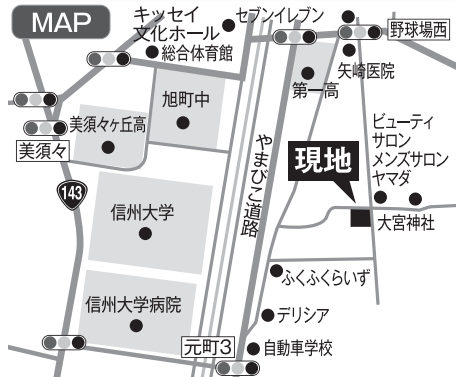 MAP
キッセイ
文化ホール
セブンイレブン
総合体育館
野球場西
矢崎医院
旭町中
第一高
美須々ヶ丘高
美須々
ビューティ
サロン
メンズサロン
ヤマダ
やまびこ道路
現地
143
信州大学
大宮神社
ふくふくらいず
信州大学病院
デリシア
元町3
自動車学校